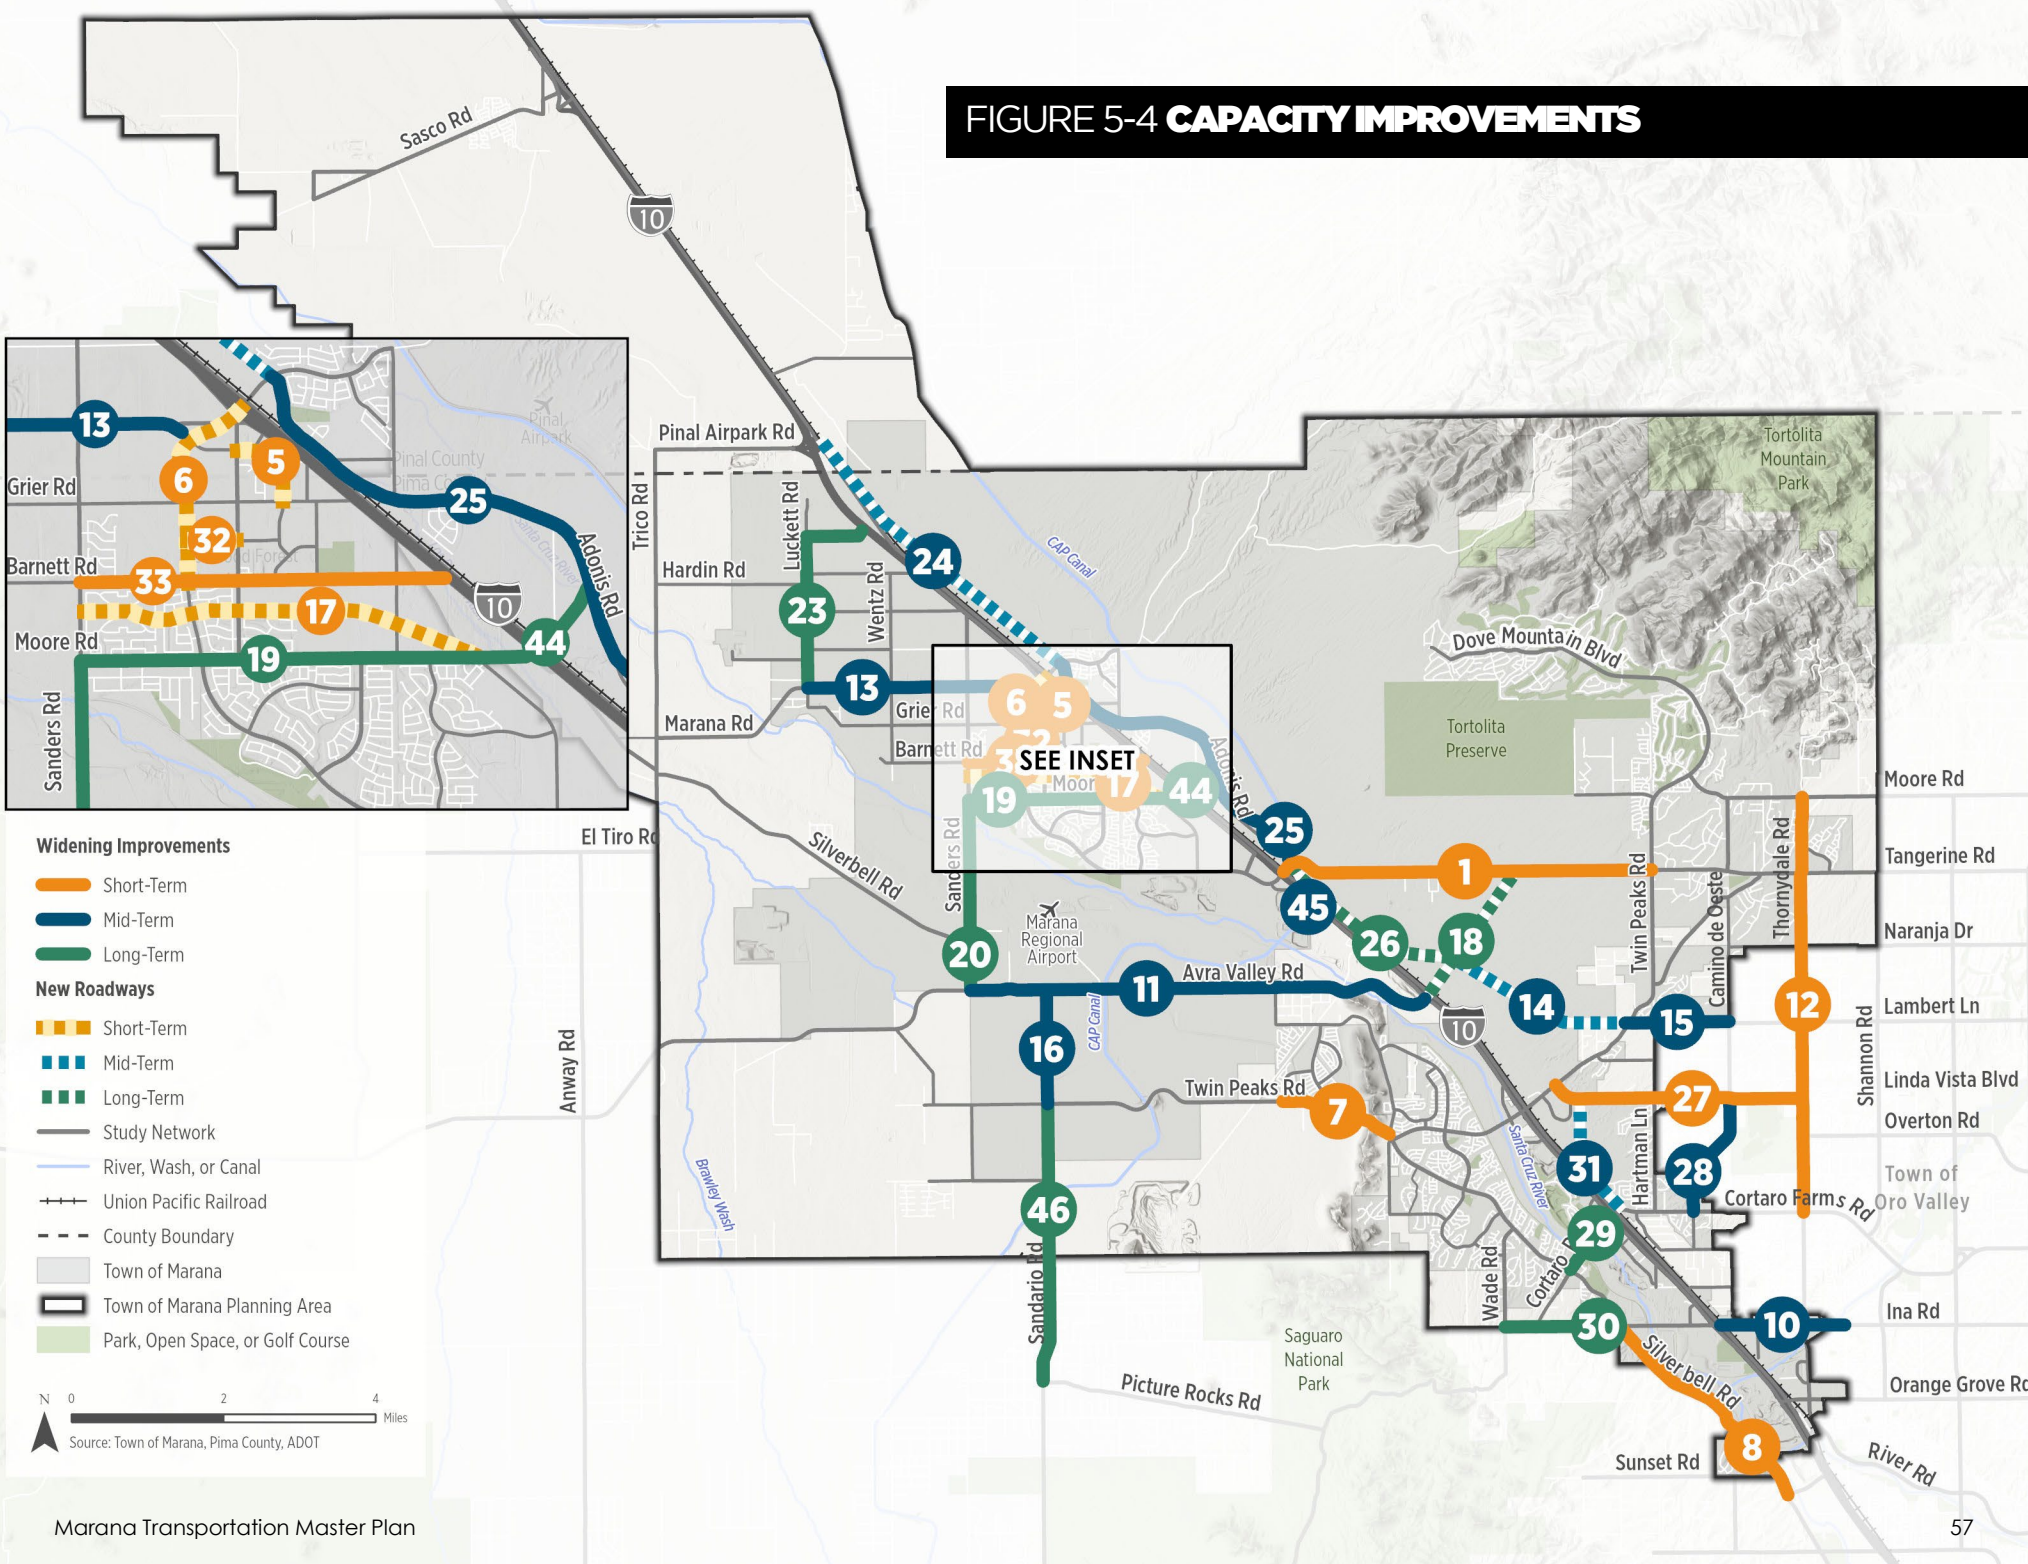 FIGURE 5-4 CAPACITY IMPROVEMENTS
Sasco Rd
10
Pinal Airpark Rd
Trico Rd
Luckett Rd
Hardin Rd
Wentz Rd
CAP Canal
24
23
13
Grier Rd
Marana Rd
Barnett Rd
6
5
SEE INSET
17
19
44
Adonis Rd
25
El Tiro Rd
Silverbell Rd
Sanders Rd
Tortolita
Mountain
Park
Dove Mountain Blvd
Tortolita
Preserve
Moore Rd
Tangerine Rd
Naranja Dr
Lambert Ln
Linda Vista Blvd
Overton Rd
Town of
Oro Valley
Cortaro Farms Rd
Ina Rd
Orange Grove Rd
River Rd
Sunset Rd
Twin Peaks Rd
Camino de Oeste
Thornydale Rd
Shannon Rd
Hartman Ln
1
45
26
18
14
15
12
27
28
31
29
30
10
8
10
Silverbell Rd
Wade Rd
Santa Cruz River
Marana
Regional
Airport
20
11
Avra Valley Rd
CAP Canal
16
Twin Peaks Rd
7
46
Brawley Wash
Sandario Rd
Anway Rd
Picture Rocks Rd
Saguaro
National
Park
13
Grier Rd
6
5
25
32
Barnett Rd
33
17
Moore Rd
19
44
10
Adonis Rd
Sanders Rd
Pinal
Airpark
Pinal County
Santa Cruz River
Widening Improvements
Short-Term
Mid-Term
Long-Term
New Roadways
Short-Term
Mid-Term
Long-Term
Study Network
River, Wash, or Canal
Union Pacific Railroad
County Boundary
Town of Marana
Town of Marana Planning Area
Park, Open Space, or Golf Course
N
0 2 4
Miles
Source: Town of Marana, Pima County, ADOT
Marana Transportation Master Plan
57